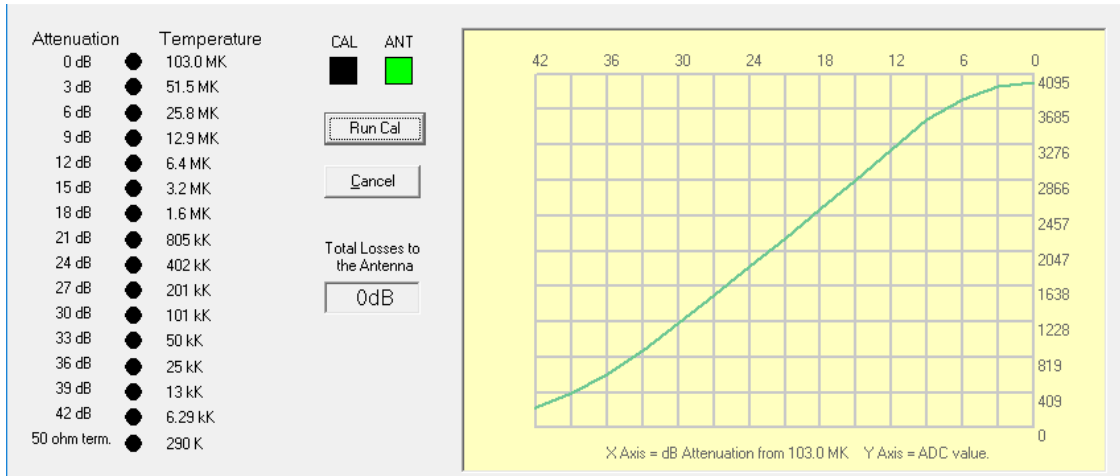 Attenuation Temperature
0 dB 103.0 MK
3 dB 51.5 MK
6 dB 25.8 MK
9 dB 12.9 MK
12 dB 6.4 MK
15 dB 3.2 MK
18 dB 1.6 MK
21 dB 805 kK
24 dB 402 kK
27 dB 201 kK
30 dB 101 kK
33 dB 50 kK
36 dB 25 kK
39 dB 13 kK
42 dB 6.29 kK
50 ohm term. 290 K
CAL ANT
Run Cal
Cancel
Total Losses to
the Antenna
0dB
42 36 30 24 18 12 6 0
4095
3685
3276
2866
2457
2047
1638
1228
819
409
0
X Axis = dB Attenuation from 103.0 MK Y Axis = ADC value.